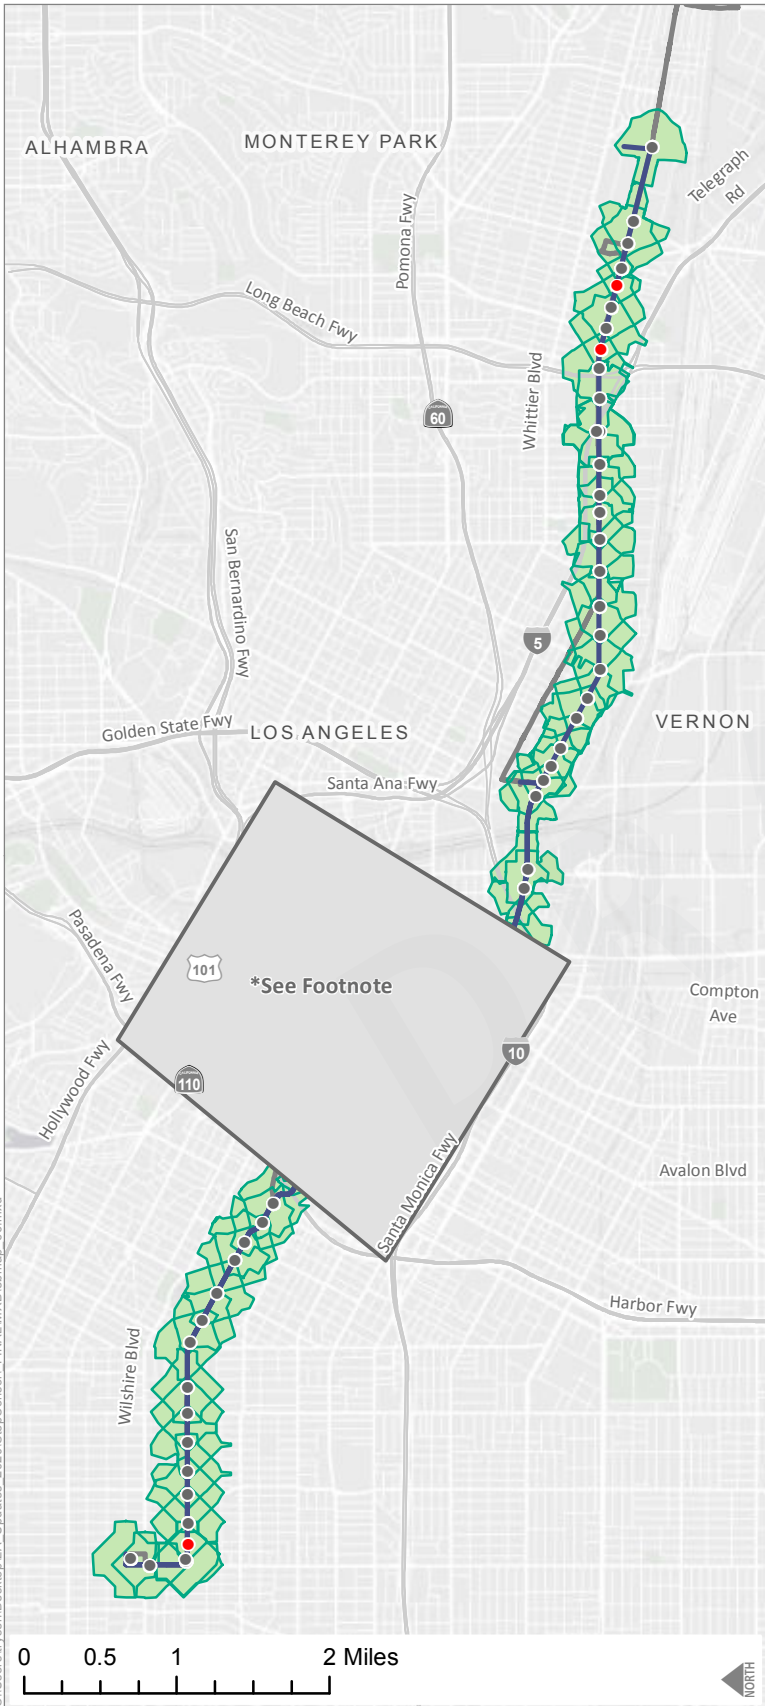 ALHAMBRA
MONTEREY PARK
Telegraph
Rd
Pomona Fwy
Long Beach Fwy
Whittier Blvd
60
San Bernardino Fwy
5
Golden State Fwy
LOS ANGELES
VERNON
Santa Ana Fwy
Pasadena Fwy
101
*See Footnote
Compton
Ave
10
Hollywood Fwy
110
Santa Monica Fwy
Avalon Blvd
Harbor Fwy
Wilshire Blvd
0 0.5 1 2 Miles
NORTH